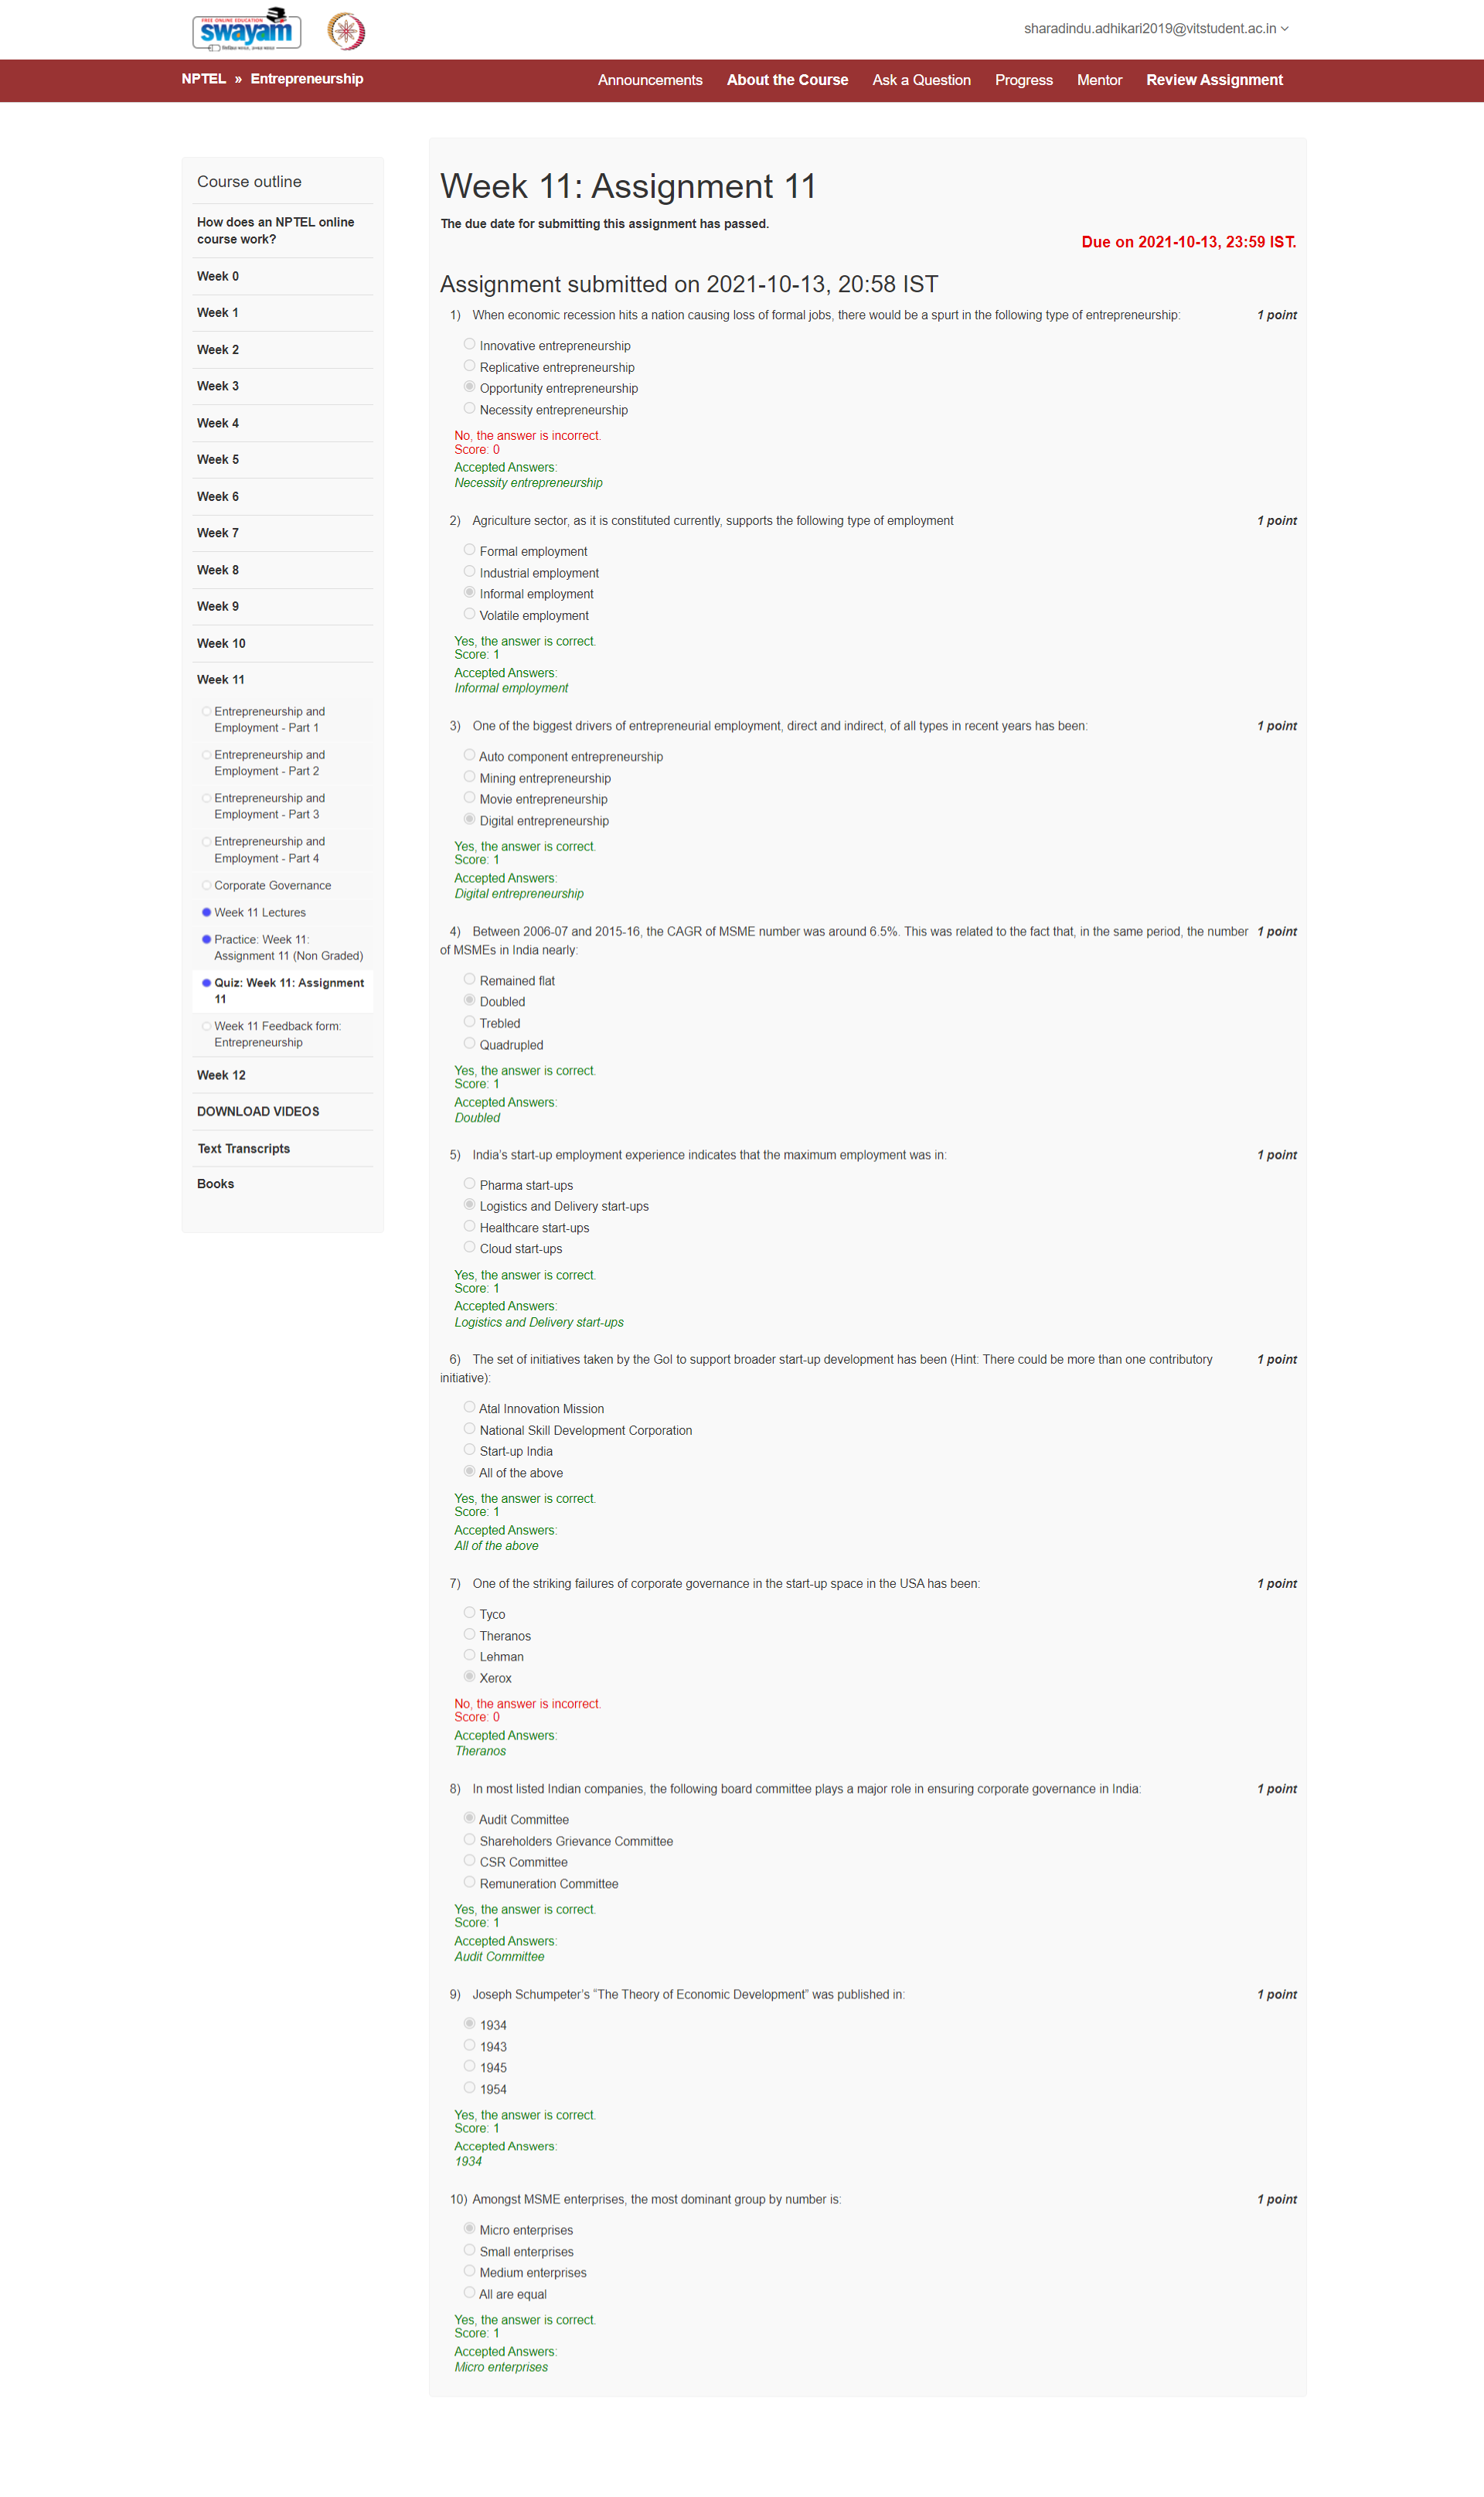 FREE ONLINE EDUCATION
swayam
sharadindu.adhikari2019@vitstudent.ac.in
NPTEL » Entrepreneurship
Announcements About the Course Ask a Question Progress Mentor Review Assignment
Course outline
How does an NPTEL online
course work?
Week 0
Week 1
Week 2
Week 3
Week 4
Week 5
Week 6
Week 7
Week 8
Week 9
Week 10
Week 11
Entrepreneurship and
Employment - Part 1
Entrepreneurship and
Employment - Part 2
Entrepreneurship and
Employment - Part 3
Entrepreneurship and
Employment - Part 4
Corporate Governance
Week 11 Lectures
Practice: Week 11:
Assignment 11 (Non Graded)
Quiz: Week 11: Assignment
11
Week 11 Feedback form:
Entrepreneurship
Week 12
DOWNLOAD VIDEOS
Text Transcripts
Books
Week 11: Assignment 11
The due date for submitting this assignment has passed.
Due on 2021-10-13, 23:59 IST.
Assignment submitted on 2021-10-13, 20:58 IST
1) When economic recession hits a nation causing loss of formal jobs, there would be a spurt in the following type of entrepreneurship: 1 point
Innovative entrepreneurship
Replicative entrepreneurship
Opportunity entrepreneurship
Necessity entrepreneurship
No, the answer is incorrect.
Score: 0
Accepted Answers:
Necessity entrepreneurship
2) Agriculture sector, as it is constituted currently, supports the following type of employment 1 point
Formal employment
Industrial employment
Informal employment
Volatile employment
Yes, the answer is correct.
Score: 1
Accepted Answers:
Informal employment
3) One of the biggest drivers of entrepreneurial employment, direct and indirect, of all types in recent years has been: 1 point
Auto component entrepreneurship
Mining entrepreneurship
Movie entrepreneurship
Digital entrepreneurship
Yes, the answer is correct.
Score: 1
Accepted Answers:
Digital entrepreneurship
4) Between 2006-07 and 2015-16, the CAGR of MSME number was around 6.5%. This was related to the fact that, in the same period, the number 1 point
of MSMEs in India nearly:
Remained flat
Doubled
Trebled
Quadrupled
Yes, the answer is correct.
Score: 1
Accepted Answers:
Doubled
5) India's start-up employment experience indicates that the maximum employment was in: 1 point
Pharma start-ups
Logistics and Delivery start-ups
Healthcare start-ups
Cloud start-ups
Yes, the answer is correct.
Score: 1
Accepted Answers:
Logistics and Delivery start-ups
6) The set of initiatives taken by the GoI to support broader start-up development has been (Hint: There could be more than one contributory 1 point
initiative):
Atal Innovation Mission
National Skill Development Corporation
Start-up India
All of the above
Yes, the answer is correct.
Score: 1
Accepted Answers:
All of the above
7) One of the striking failures of corporate governance in the start-up space in the USA has been: 1 point
Tyco
Theranos
Lehman
Xerox
No, the answer is incorrect.
Score: 0
Accepted Answers:
Theranos
8) In most listed Indian companies, the following board committee plays a major role in ensuring corporate governance in India: 1 point
Audit Committee
Shareholders Grievance Committee
CSR Committee
Remuneration Committee
Yes, the answer is correct.
Score: 1
Accepted Answers:
Audit Committee
9) Joseph Schumpeter's “The Theory of Economic Development” was published in: 1 point
1934
1943
1945
1954
Yes, the answer is correct.
Score: 1
Accepted Answers:
1934
10) Amongst MSME enterprises, the most dominant group by number is: 1 point
Micro enterprises
Small enterprises
Medium enterprises
All are equal
Yes, the answer is correct.
Score: 1
Accepted Answers:
Micro enterprises